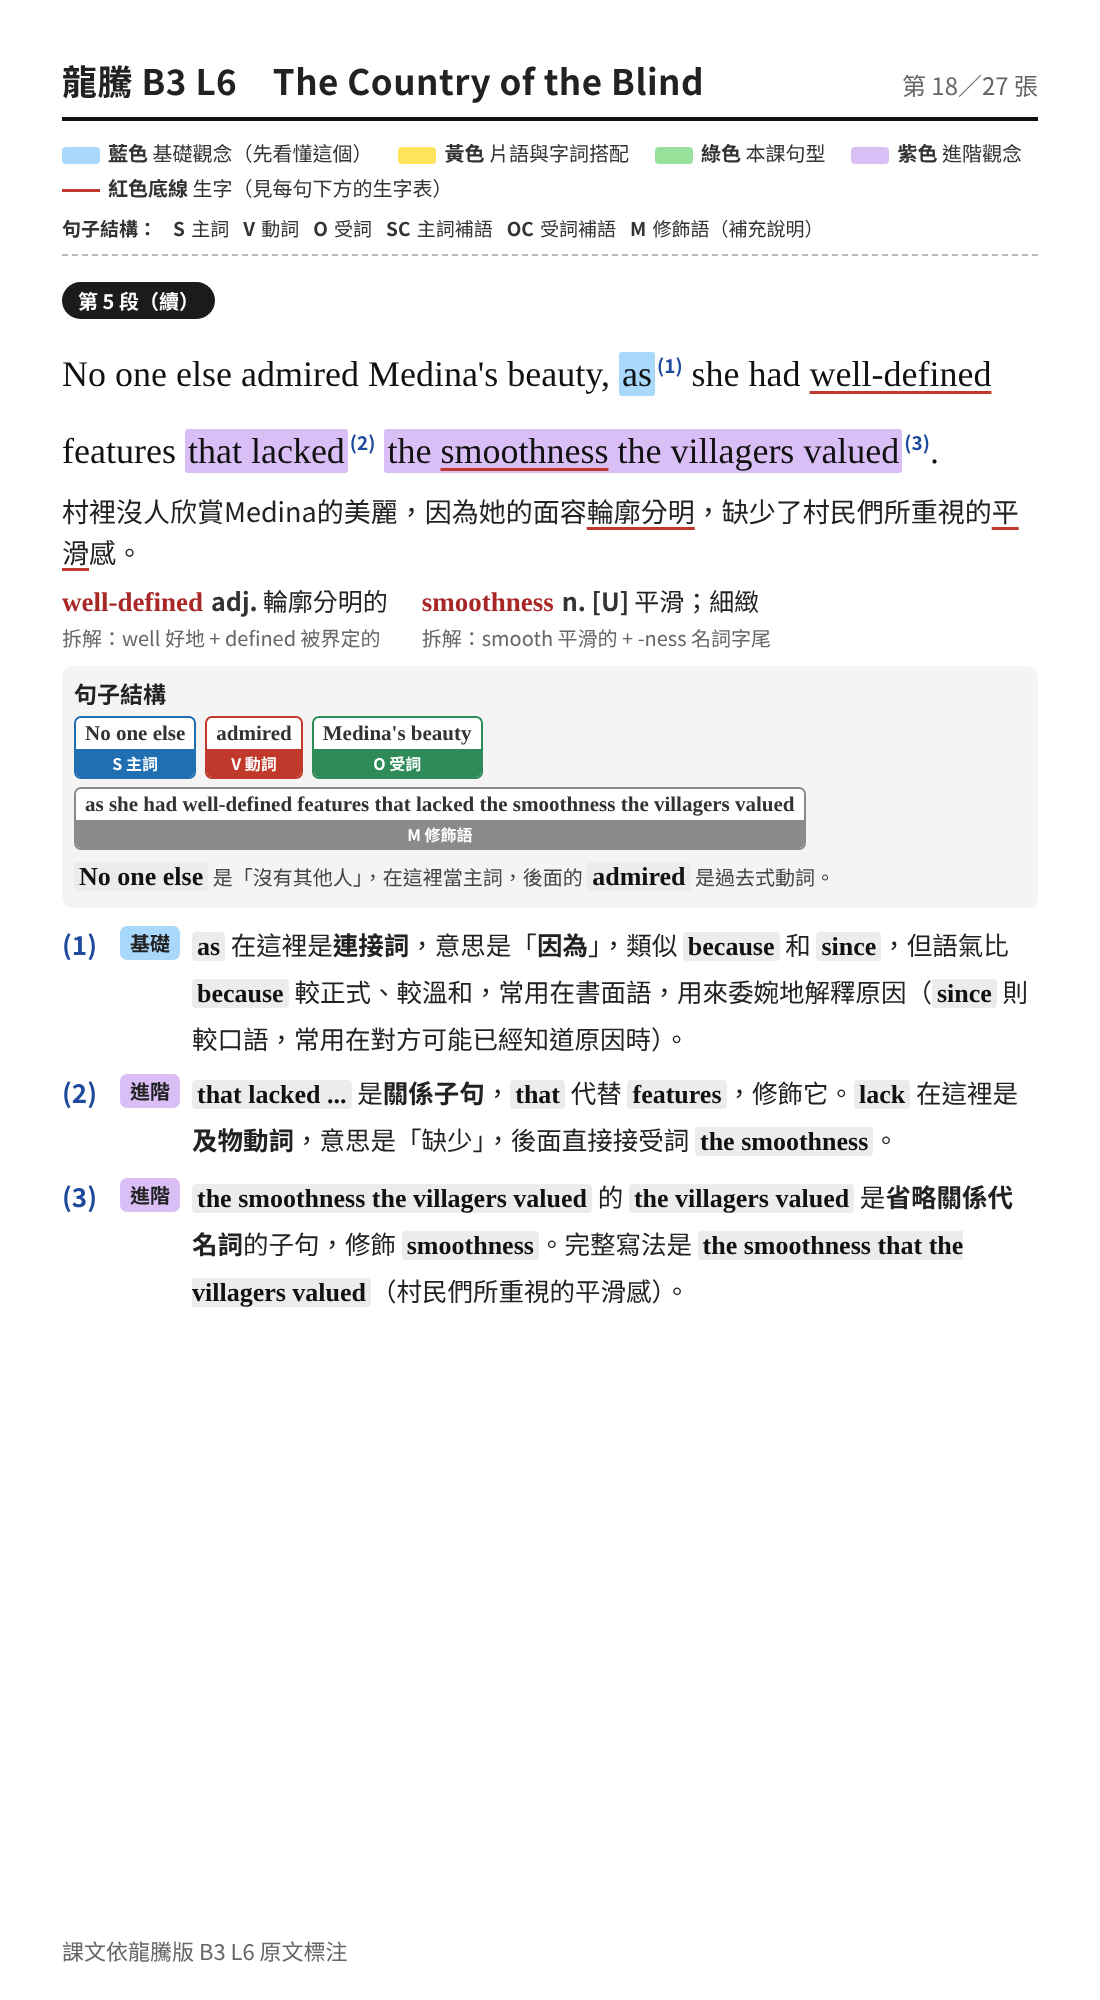 龍騰 B3 L6　The Country of the Blind
第 18／27 張
藍色 基礎觀念（先看懂這個）　黃色 片語與字詞搭配　綠色 本課句型　紫色 進階觀念
紅色底線 生字（見每句下方的生字表）
句子結構：　S 主詞　V 動詞　O 受詞　SC 主詞補語　OC 受詞補語　M 修飾語（補充說明）
第 5 段（續）
No one else admired Medina's beauty, as(1) she had well-defined
features that lacked(2) the smoothness the villagers valued(3).
村裡沒人欣賞Medina的美麗，因為她的面容輪廓分明，缺少了村民們所重視的平
滑感。
well-defined adj. 輪廓分明的　smoothness n. [U] 平滑；細緻
拆解：well 好地 + defined 被界定的　拆解：smooth 平滑的 + -ness 名詞字尾
句子結構
No one else　admired　Medina's beauty
S 主詞　V 動詞　O 受詞
as she had well-defined features that lacked the smoothness the villagers valued
M 修飾語
No one else 是「沒有其他人」，在這裡當主詞，後面的 admired 是過去式動詞。
(1) 基礎 as 在這裡是連接詞，意思是「因為」，類似 because 和 since，但語氣比
because 較正式、較溫和，常用在書面語，用來委婉地解釋原因（since 則
較口語，常用在對方可能已經知道原因時）。
(2) 進階 that lacked ... 是關係子句，that 代替 features，修飾它。lack 在這裡是
及物動詞，意思是「缺少」，後面直接接受詞 the smoothness。
(3) 進階 the smoothness the villagers valued 的 the villagers valued 是省略關係代
名詞的子句，修飾 smoothness。完整寫法是 the smoothness that the
villagers valued（村民們所重視的平滑感）。
課文依龍騰版 B3 L6 原文標注